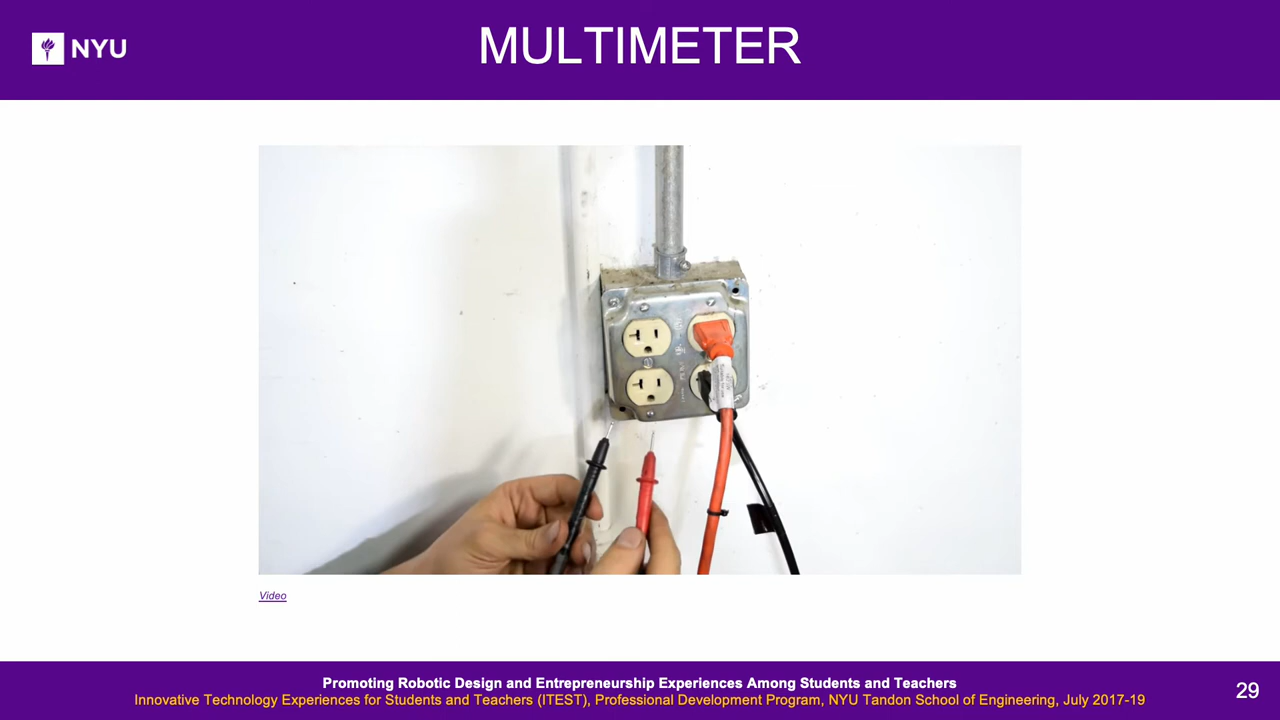 NYU
MULTIMETER
Video
Promoting Robotic Design and Entrepreneurship Experiences Among Students and Teachers
Innovative Technology Experiences for Students and Teachers (ITEST), Professional Development Program, NYU Tandon School of Engineering, July 2017-19
29